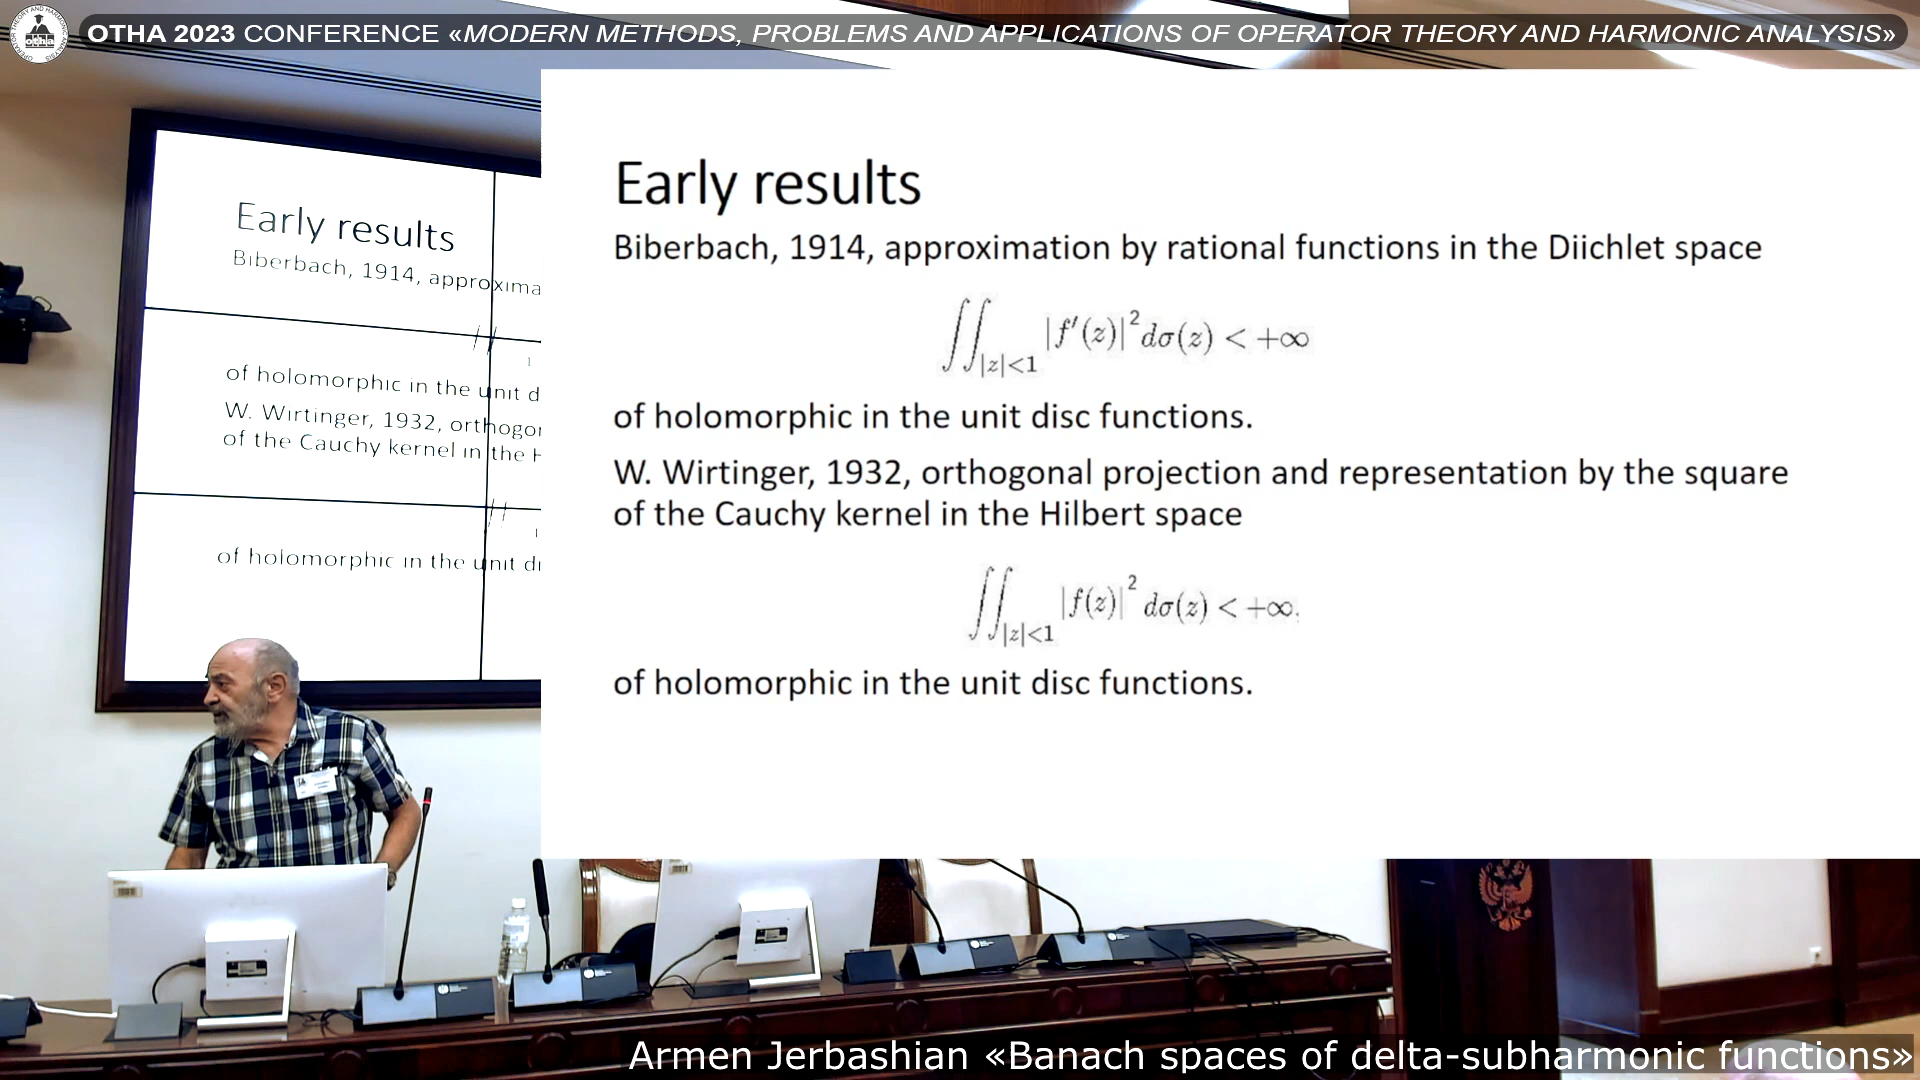 OTHA 2023 CONFERENCE «MODERN METHODS, PROBLEMS AND APPLICATIONS OF OPERATOR THEORY AND HARMONIC ANALYSIS»
Early results
Biberbach, 1914, approxima
of holomorphic in the unit d
W. Wirtinger, 1932, orthogor
of the Cauchy kernel in the H
of holomorphic in the unit di
Early results
Biberbach, 1914, approximation by rational functions in the Diichlet space
∬_{|z|<1} |f′(z)|² dσ(z) < +∞
of holomorphic in the unit disc functions.
W. Wirtinger, 1932, orthogonal projection and representation by the square
of the Cauchy kernel in the Hilbert space
∬_{|z|<1} |f(z)|² dσ(z) < +∞.
of holomorphic in the unit disc functions.
Armen Jerbashian «Banach spaces of delta-subharmonic functions»